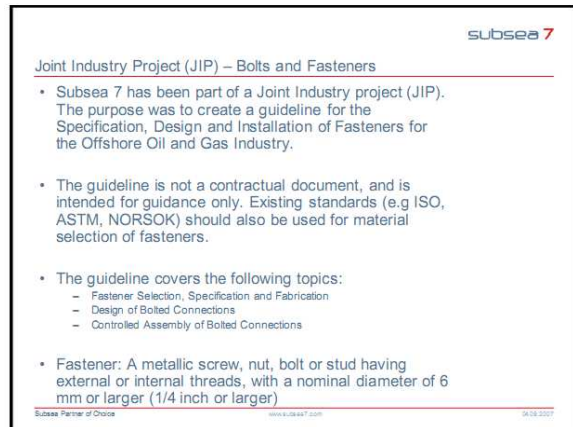 subsea 7
Joint Industry Project (JIP) – Bolts and Fasteners
• Subsea 7 has been part of a Joint Industry project (JIP).
The purpose was to create a guideline for the
Specification, Design and Installation of Fasteners for
the Offshore Oil and Gas Industry.
• The guideline is not a contractual document, and is
intended for guidance only. Existing standards (e.g ISO,
ASTM, NORSOK) should also be used for material
selection of fasteners.
• The guideline covers the following topics:
– Fastener Selection, Specification and Fabrication
– Design of Bolted Connections
– Controlled Assembly of Bolted Connections
• Fastener: A metallic screw, nut, bolt or stud having
external or internal threads, with a nominal diameter of 6
mm or larger (1/4 inch or larger)
Subsea Partner of Choice
www.subsea7.com